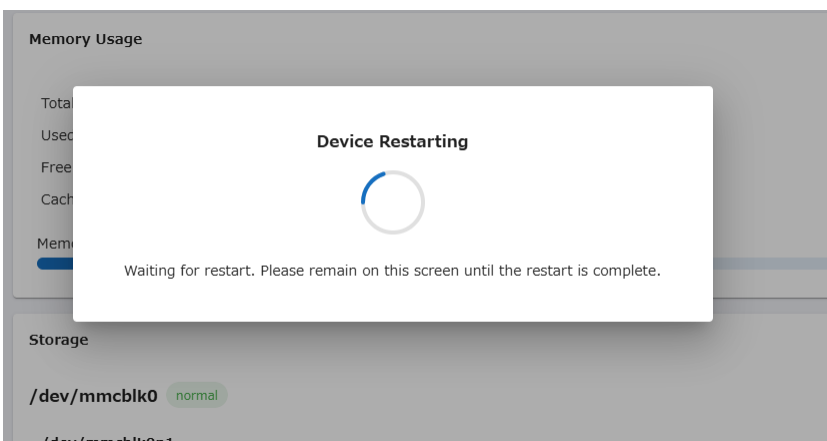 Memory Usage
Device Restarting
Waiting for restart. Please remain on this screen until the restart is complete.
Storage
/dev/mmcblk0 normal